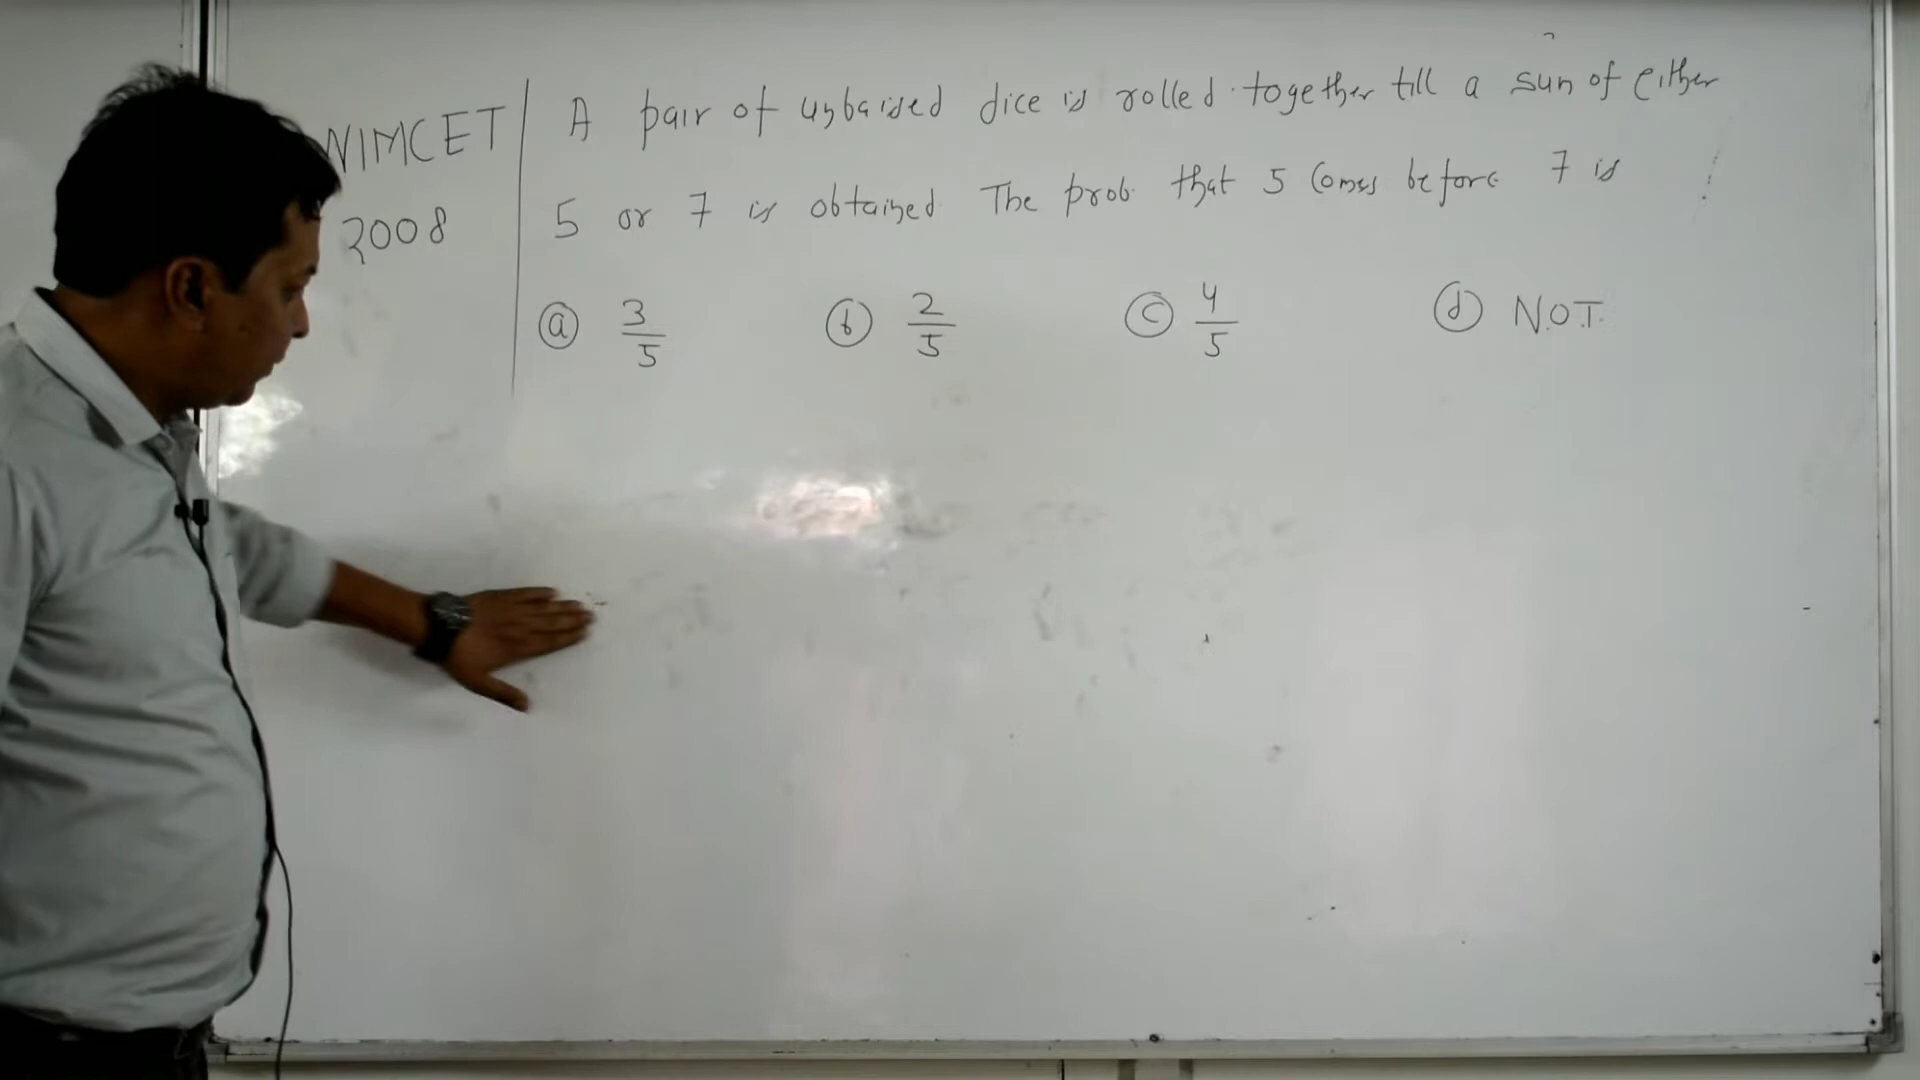 NIMCET
2008
A pair of unbaised dice is rolled together till a sum of either
5 or 7 is obtained The prob. that 5 Comes before 7 is
ⓐ 3/5 ⓑ 2/5 ⓒ 4/5 ⓓ N.O.T.